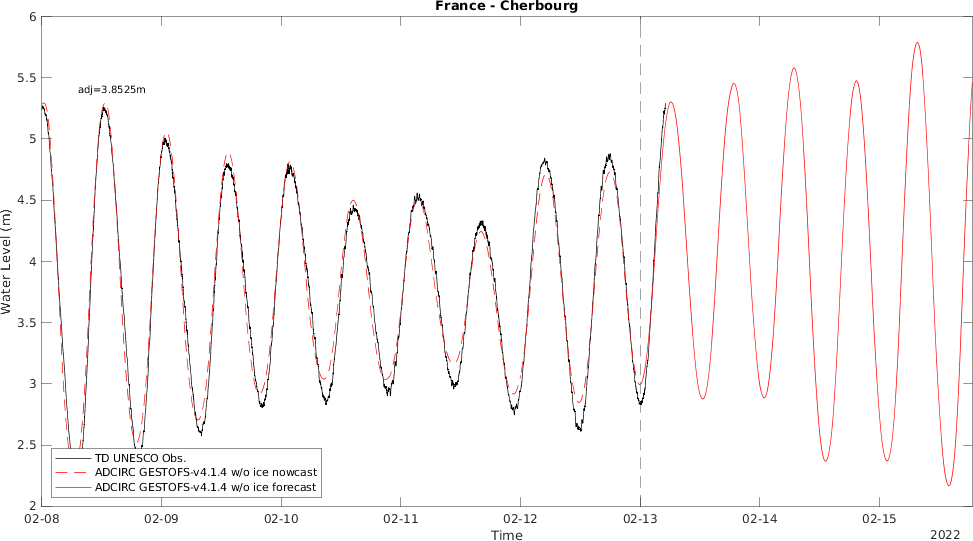 France - Cherbourg
6
5.5
adj=3.8525m
5
4.5
4
3.5
3
2.5
2
Water Level (m)
TD UNESCO Obs.
ADCIRC GESTOFS-v4.1.4 w/o ice nowcast
ADCIRC GESTOFS-v4.1.4 w/o ice forecast
02-08 02-09 02-10 02-11 02-12 02-13 02-14 02-15
Time
2022